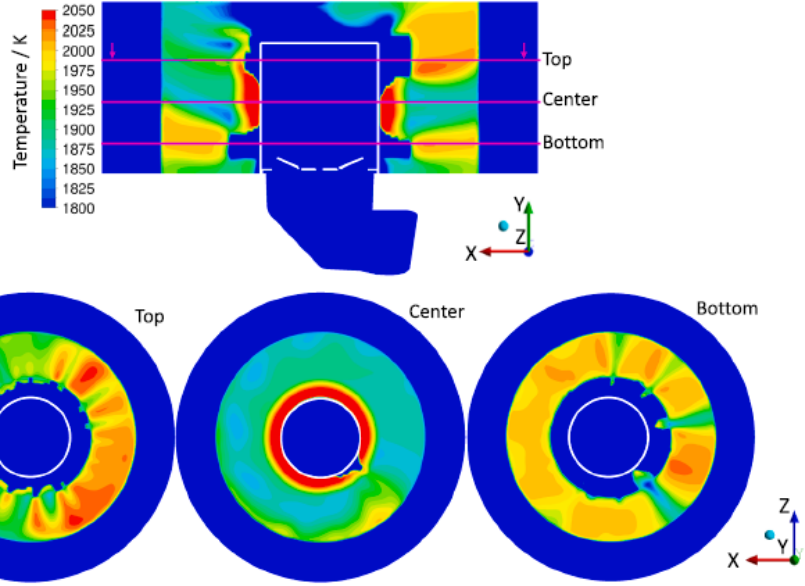 Temperature / K
2050
2025
2000
1975
1950
1925
1900
1875
1850
1825
1800
Top
Center
Bottom
Y
Z
X
Top
Center
Bottom
Z
Y
X